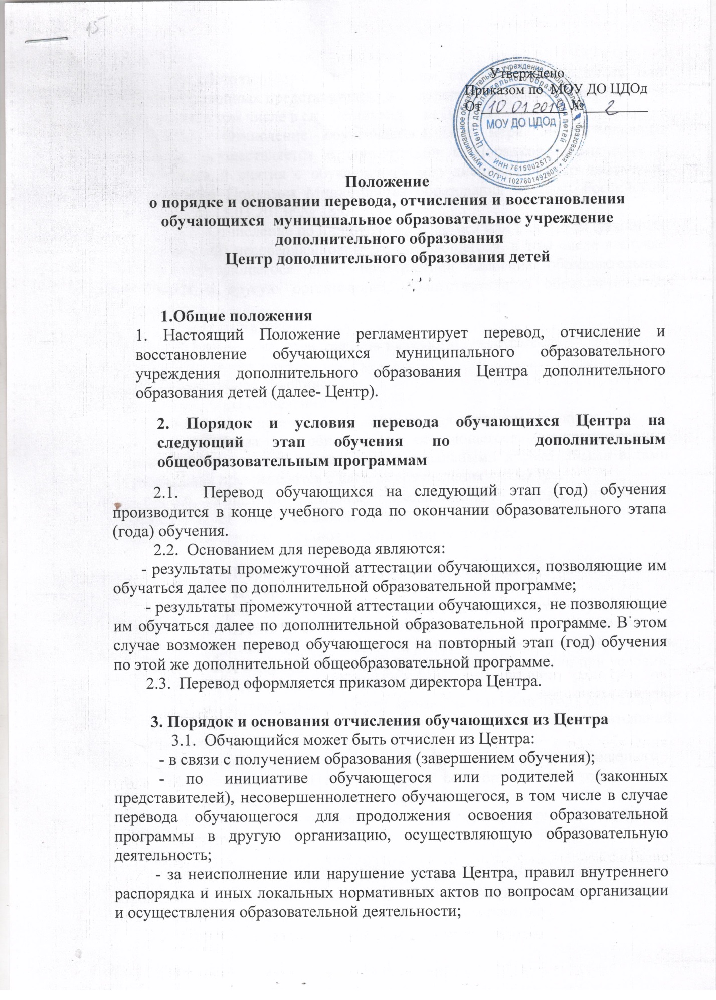 15
Утверждено
Приказом по МОУ ДО ЦДОд
От 10.01.2019 № 2
муниципальное образовательное учреждение дополнительного образования
Центр дополнительного образования детей
МОУ ДО ЦДОд
ИНН 7615002573
ОГРН 1027601492808
Положение
о порядке и основании перевода, отчисления и восстановления
обучающихся муниципальное образовательное учреждение
дополнительного образования
Центр дополнительного образования детей
1.Общие положения
1. Настоящий Положение регламентирует перевод, отчисление и
восстановление обучающихся муниципального образовательного
учреждения дополнительного образования Центра дополнительного
образования детей (далее- Центр).
2. Порядок и условия перевода обучающихся Центра на
следующий этап обучения по дополнительным
общеобразовательным программам
2.1. Перевод обучающихся на следующий этап (год) обучения
производится в конце учебного года по окончании образовательного этапа
(года) обучения.
2.2. Основанием для перевода являются:
- результаты промежуточной аттестации обучающихся, позволяющие им
обучаться далее по дополнительной образовательной программе;
- результаты промежуточной аттестации обучающихся, не позволяющие
им обучаться далее по дополнительной образовательной программе. В этом
случае возможен перевод обучающегося на повторный этап (год) обучения
по этой же дополнительной общеобразовательной программе.
2.3. Перевод оформляется приказом директора Центра.
3. Порядок и основания отчисления обучающихся из Центра
3.1. Обчающийся может быть отчислен из Центра:
- в связи с получением образования (завершением обучения);
- по инициативе обучающегося или родителей (законных
представителей), несовершеннолетнего обучающегося, в том числе в случае
перевода обучающегося для продолжения освоения образовательной
программы в другую организацию, осуществляющую образовательную
деятельность;
- за неисполнение или нарушение устава Центра, правил внутреннего
распорядка и иных локальных нормативных актов по вопросам организации
и осуществления образовательной деятельности;